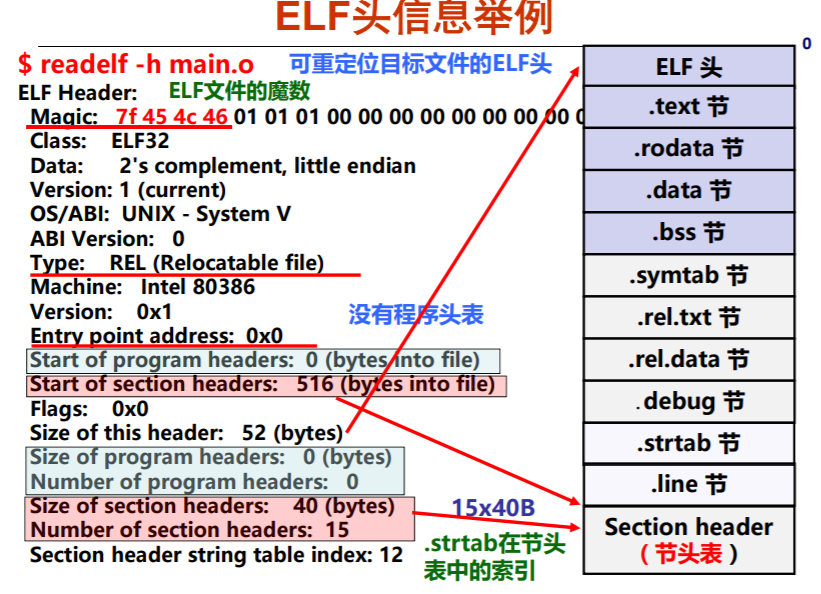 ELF头信息举例
$ readelf -h main.o 可重定位目标文件的ELF头
ELF Header: ELF文件的魔数
Magic: 7f 45 4c 46 01 01 01 00 00 00 00 00 00 00 00
Class: ELF32
Data: 2's complement, little endian
Version: 1 (current)
OS/ABI: UNIX - System V
ABI Version: 0
Type: REL (Relocatable file)
Machine: Intel 80386
Version: 0x1
没有程序头表
Entry point address: 0x0
Start of program headers: 0 (bytes into file)
Start of section headers: 516 (bytes into file)
Flags: 0x0
Size of this header: 52 (bytes)
Size of program headers: 0 (bytes)
Number of program headers: 0
Size of section headers: 40 (bytes)
Number of section headers: 15
15x40B
Section header string table index: 12
.strtab在节头
表中的索引
0
ELF 头
.text 节
.rodata 节
.data 节
.bss 节
.symtab 节
.rel.txt 节
.rel.data 节
.debug 节
.strtab 节
.line 节
Section header
(节头表)